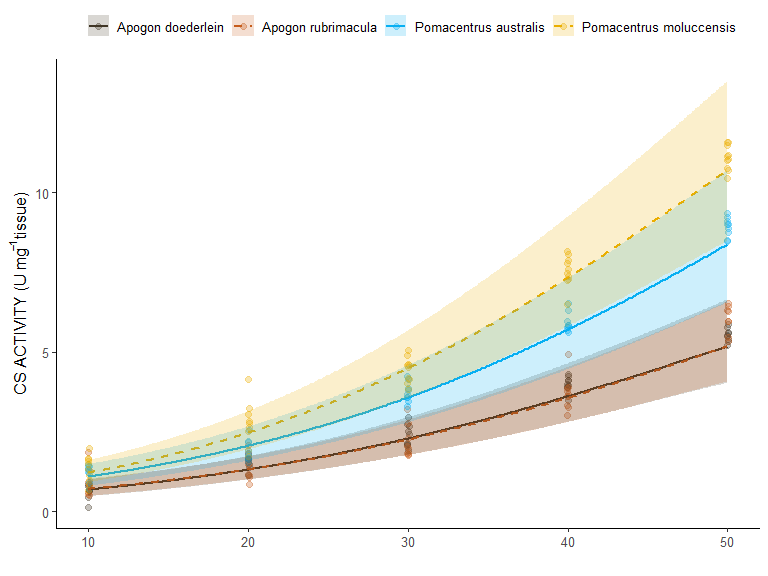 Apogon doederlein Apogon rubrimacula Pomacentrus australis Pomacentrus moluccensis
CS ACTIVITY (U mg⁻¹tissue)
10
5
0
10 20 30 40 50